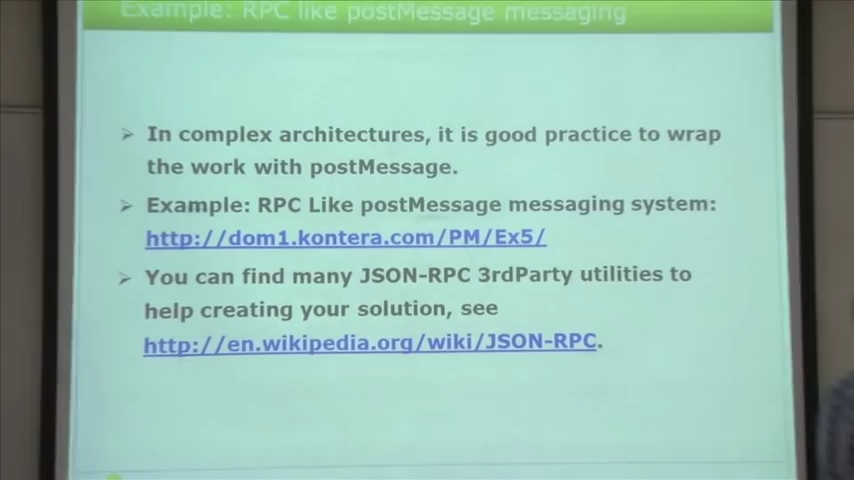 Example: RPC like postMessage messaging
In complex architectures, it is good practice to wrap
the work with postMessage.
Example: RPC Like postMessage messaging system:
http://dom1.kontera.com/PM/Ex5/
You can find many JSON-RPC 3rdParty utilities to
help creating your solution, see
http://en.wikipedia.org/wiki/JSON-RPC.